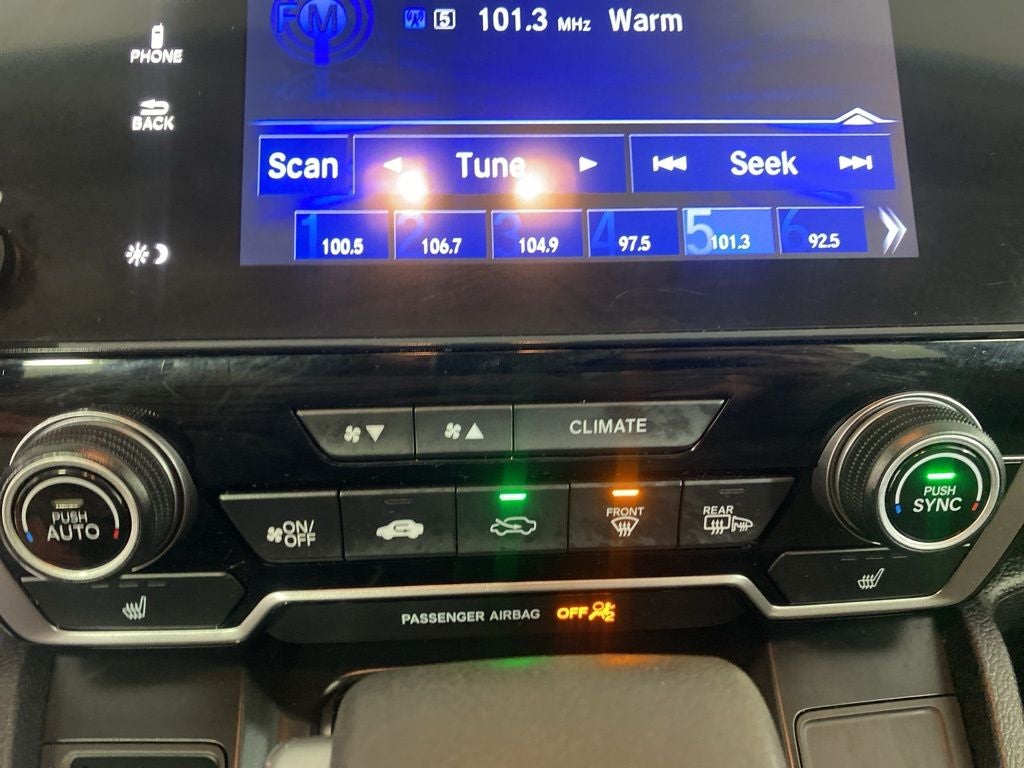 PHONE
BACK
FM
5 101.3 MHz Warm
Scan Tune Seek
1 100.5 2 106.7 3 104.9 4 97.5 5 101.3 6 92.5
CLIMATE
PUSH
AUTO
ON/
OFF
FRONT
REAR
PUSH
SYNC
PASSENGER AIRBAG OFF 2